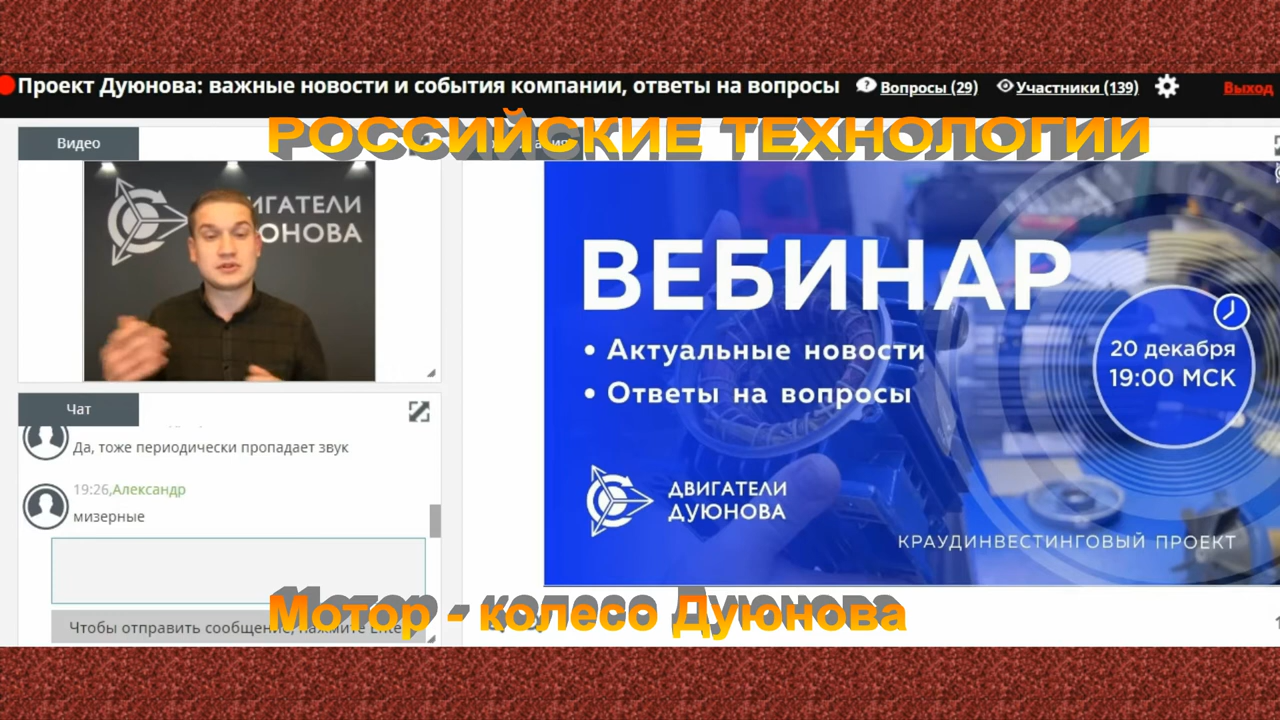 Проект Дуюнова: важные новости и события компании, ответы на вопросы
Вопросы (29)
Участники (139)
Выход
РОССИЙСКИЕ ТЕХНОЛОГИИ
Видео
ДВИГАТЕЛИ
ДУЮНОВА
ВЕБИНАР
• Актуальные новости
• Ответы на вопросы
20 декабря
19:00 МСК
ДВИГАТЕЛИ
ДУЮНОВА
КРАУДИНВЕСТИНГОВЫЙ ПРОЕКТ
Чат
Да, тоже периодически пропадает звук
19:26,Александр
мизерные
Чтобы отправить сообщение, нажмите Enter
Мотор - колесо Дуюнова